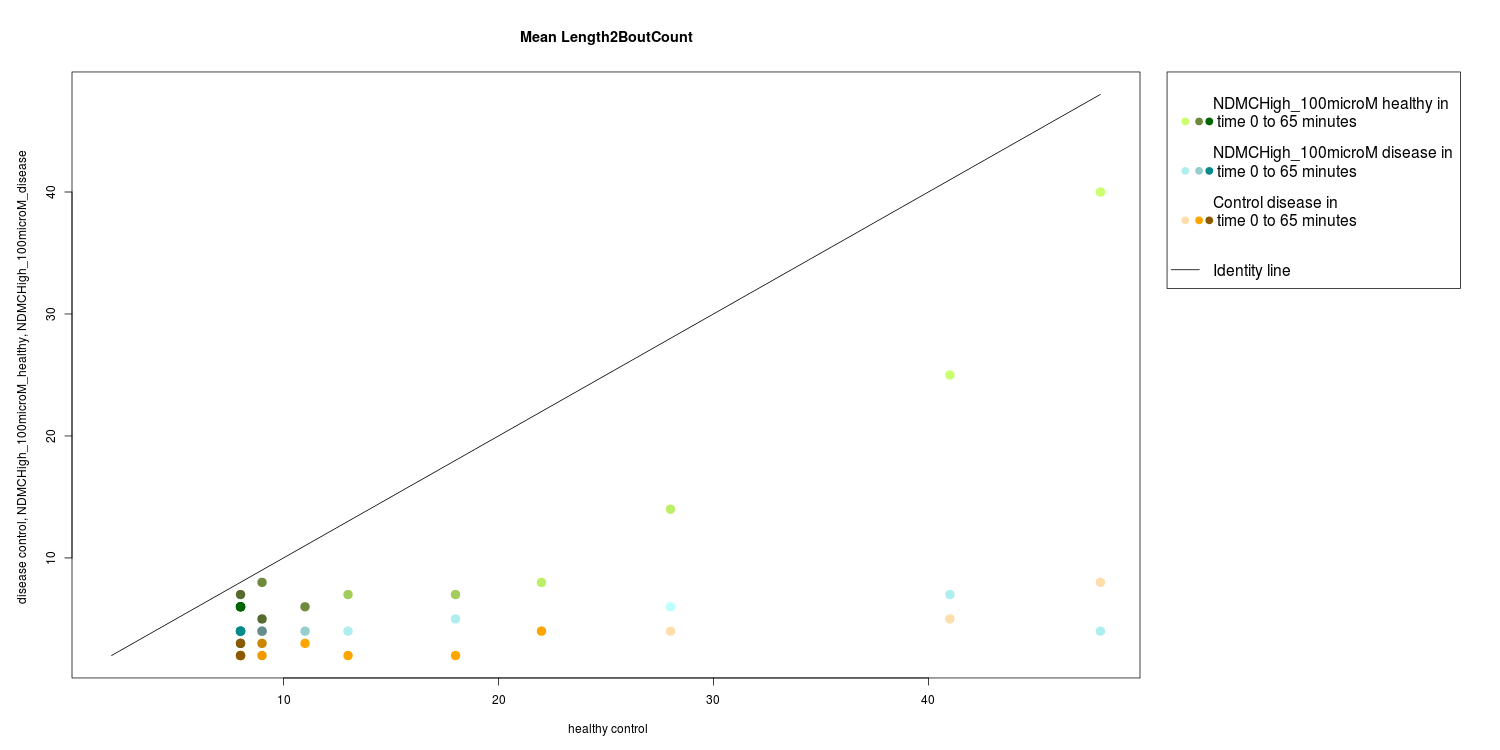 Mean Length2BoutCount
disease control, NDMCHigh_100microM_healthy, NDMCHigh_100microM_disease
40
30
20
10
10
20
30
40
healthy control
NDMCHigh_100microM healthy in
time 0 to 65 minutes
NDMCHigh_100microM disease in
time 0 to 65 minutes
Control disease in
time 0 to 65 minutes
Identity line